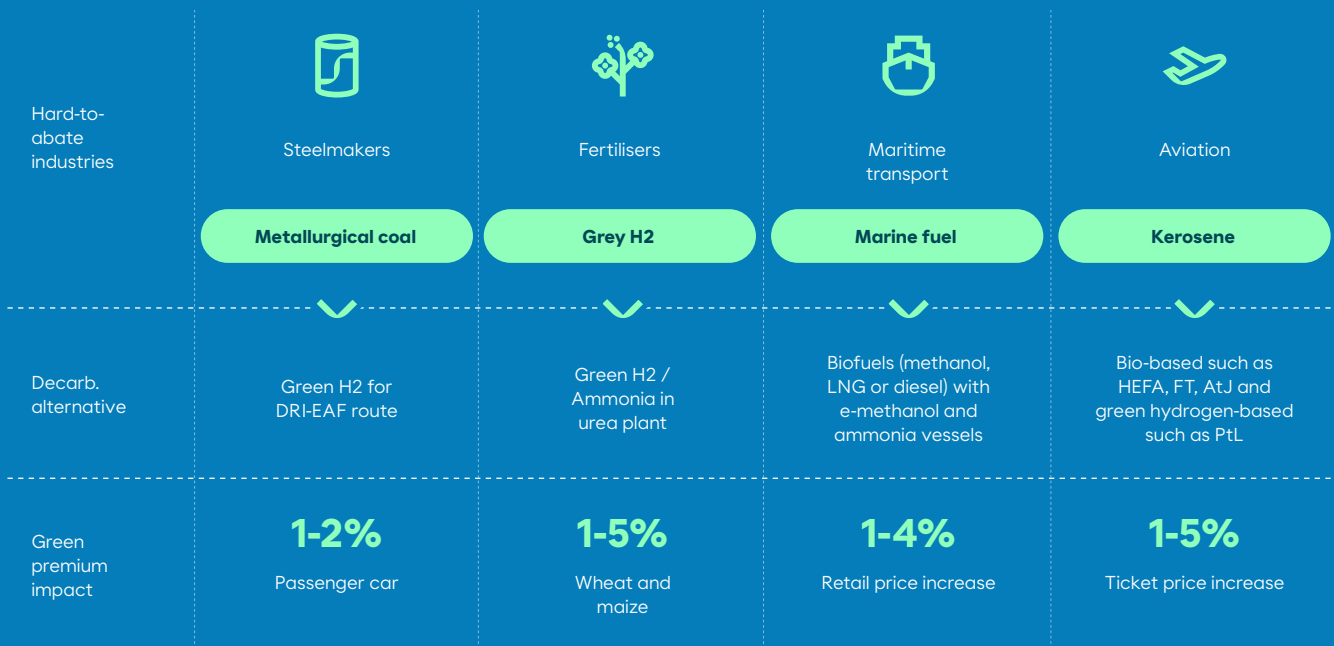 Hard-to-
abate
industries
Steelmakers
Fertilisers
Maritime
transport
Aviation
Metallurgical coal
Grey H2
Marine fuel
Kerosene
Decarb.
alternative
Green H2 for
DRI-EAF route
Green H2 /
Ammonia in
urea plant
Biofuels (methanol,
LNG or diesel) with
e-methanol and
ammonia vessels
Bio-based such as
HEFA, FT, AtJ and
green hydrogen-based
such as PtL
Green
premium
impact
1-2%
Passenger car
1-5%
Wheat and
maize
1-4%
Retail price increase
1-5%
Ticket price increase